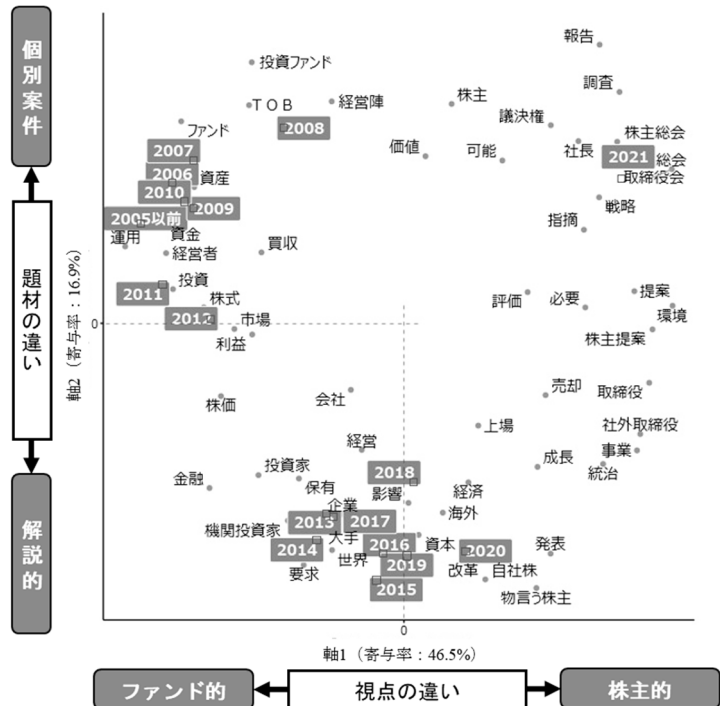 個別案件
題材の違い
解説的
軸2（寄与率：16.9%）
0
報告
投資ファンド
調査
TOB
経営陣
株主
議決権
ファンド
2008
価値
可能
社長
株主総会
2007
2021
総会
2006
資産
取締役会
2010
2009
戦略
2005以前
指摘
運用
資金
経営者
買収
投資
2011
株式
評価
必要
提案
環境
2012
市場
利益
株主提案
株価
会社
売却
取締役
上場
社外取締役
経営
事業
成長
統治
金融
投資家
2018
保有
影響
経済
企業
海外
機関投資家
2013
2017
大手
2014
2016
資本
2020
発表
世界
2019
改革
自社株
要求
2015
物言う株主
0
軸1（寄与率：46.5%）
ファンド的
視点の違い
株主的